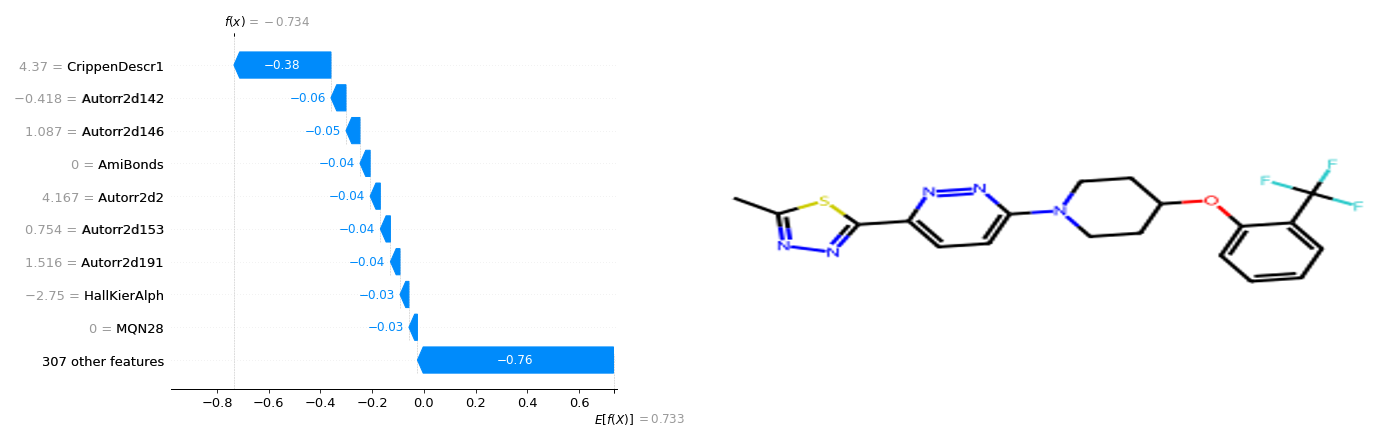 f(x) = −0.734
4.37 = CrippenDescr1
−0.38
−0.418 = Autorr2d142
−0.06
1.087 = Autorr2d146
−0.05
0 = AmiBonds
−0.04
4.167 = Autorr2d2
−0.04
0.754 = Autorr2d153
−0.04
1.516 = Autorr2d191
−0.04
−2.75 = HallKierAlph
−0.03
0 = MQN28
−0.03
307 other features
−0.76
−0.8 −0.6 −0.4 −0.2 0.0 0.2 0.4 0.6
E[f(X)] = 0.733
F
F
F
S
N
N
N
N
N
O